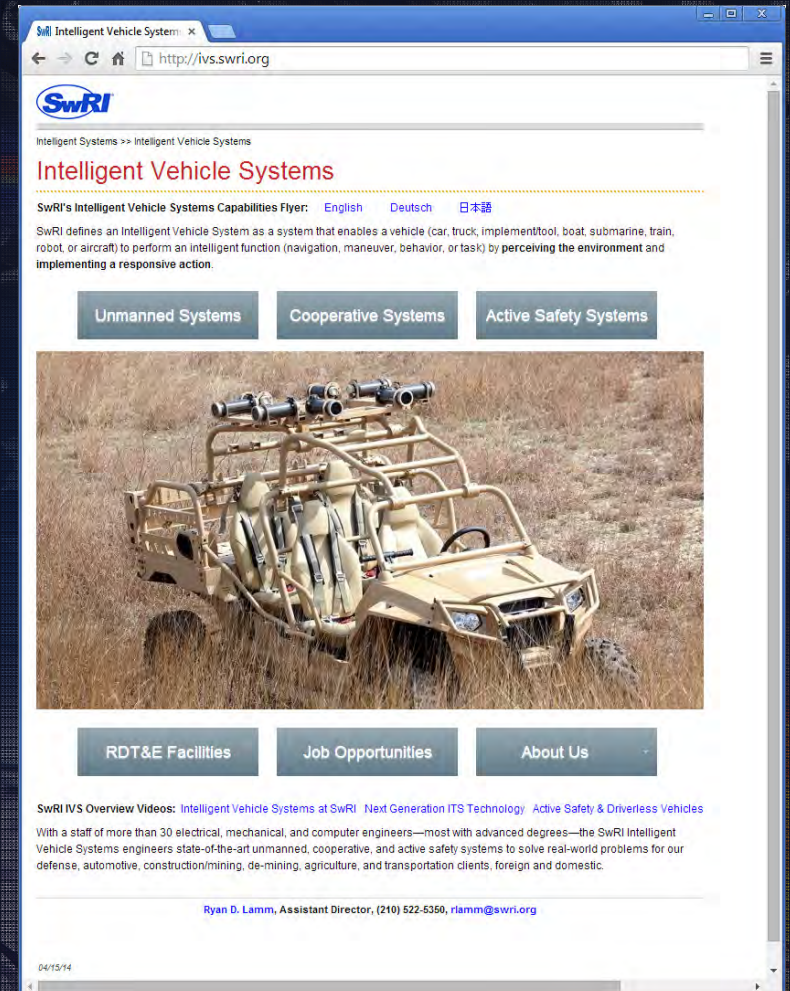 SwRI Intelligent Vehicle System
http://ivs.swri.org
SwRI
Intelligent Systems >> Intelligent Vehicle Systems
Intelligent Vehicle Systems
SwRI's Intelligent Vehicle Systems Capabilities Flyer: English Deutsch 日本語
SwRI defines an Intelligent Vehicle System as a system that enables a vehicle (car, truck, implement/tool, boat, submarine, train,
robot, or aircraft) to perform an intelligent function (navigation, maneuver, behavior, or task) by perceiving the environment and
implementing a responsive action.
Unmanned Systems Cooperative Systems Active Safety Systems
RDT&E Facilities Job Opportunities About Us
SwRI IVS Overview Videos: Intelligent Vehicle Systems at SwRI Next Generation ITS Technology Active Safety & Driverless Vehicles
With a staff of more than 30 electrical, mechanical, and computer engineers—most with advanced degrees—the SwRI Intelligent
Vehicle Systems engineers state-of-the-art unmanned, cooperative, and active safety systems to solve real-world problems for our
defense, automotive, construction/mining, de-mining, agriculture, and transportation clients, foreign and domestic.
Ryan D. Lamm, Assistant Director, (210) 522-5350, rlamm@swri.org
04/15/14